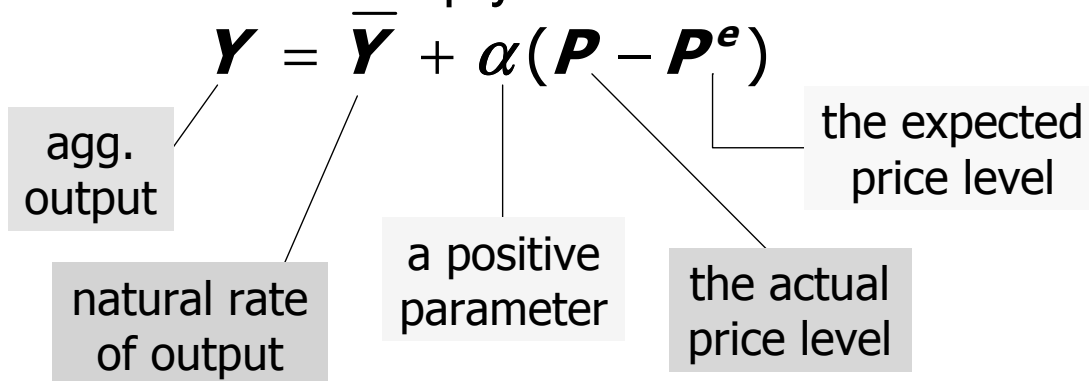 Y = Y̅ + α(P − Pᵉ)
agg.
output
the expected
price level
a positive
parameter
the actual
price level
natural rate
of output